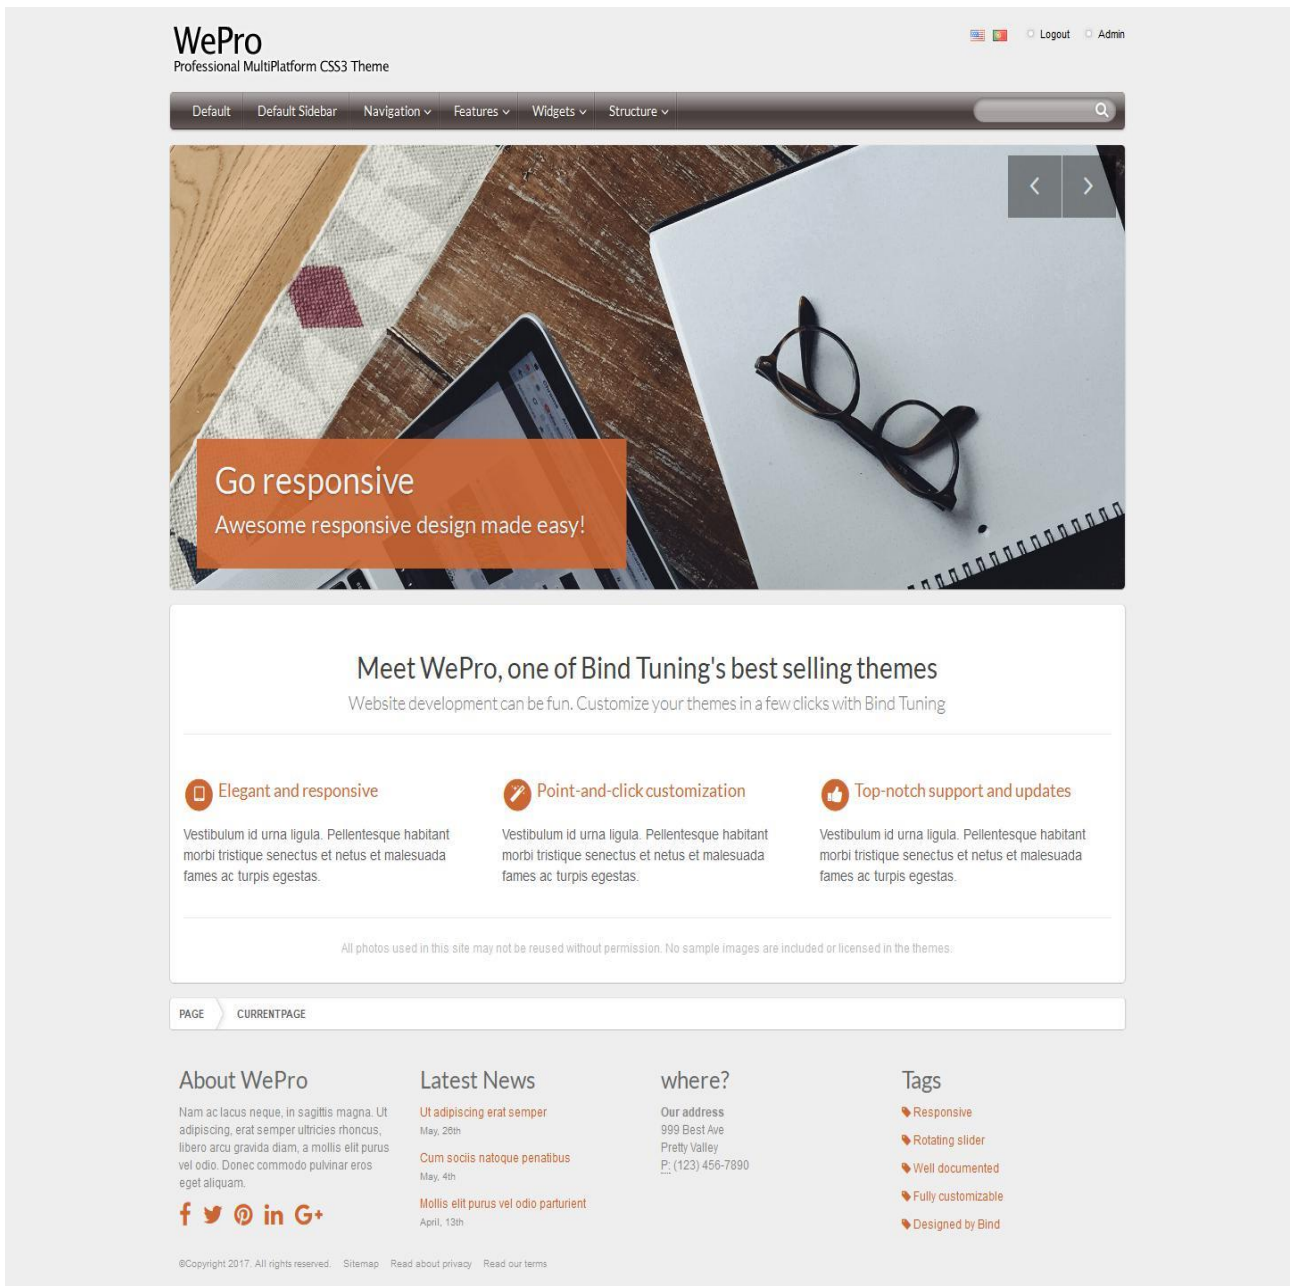 WePro
Professional MultiPlatform CSS3 Theme
Logout Admin
Default Default Sidebar Navigation Features Widgets Structure
Go responsive
Awesome responsive design made easy!
Meet WePro, one of Bind Tuning's best selling themes
Website development can be fun. Customize your themes in a few clicks with Bind Tuning
Elegant and responsive
Vestibulum id urna ligula. Pellentesque habitant
morbi tristique senectus et netus et malesuada
fames ac turpis egestas.
Point-and-click customization
Vestibulum id urna ligula. Pellentesque habitant
morbi tristique senectus et netus et malesuada
fames ac turpis egestas.
Top-notch support and updates
Vestibulum id urna ligula. Pellentesque habitant
morbi tristique senectus et netus et malesuada
fames ac turpis egestas.
All photos used in this site may not be reused without permission. No sample images are included or licensed in the themes.
PAGE CURRENTPAGE
About WePro
Nam ac lacus neque, in sagittis magna. Ut
adipiscing, erat semper ultricies rhoncus,
libero arcu gravida diam, a mollis elit purus
vel odio. Donec commodo pulvinar eros
eget aliquam.
Latest News
Ut adipiscing erat semper
May, 26th
Cum sociis natoque penatibus
May, 4th
Mollis elit purus vel odio parturient
April, 13th
where?
Our address
999 Best Ave
Pretty Valley
P: (123) 456-7890
Tags
Responsive
Rotating slider
Well documented
Fully customizable
Designed by Bind
©Copyright 2017. All rights reserved. Sitemap Read about privacy Read our terms